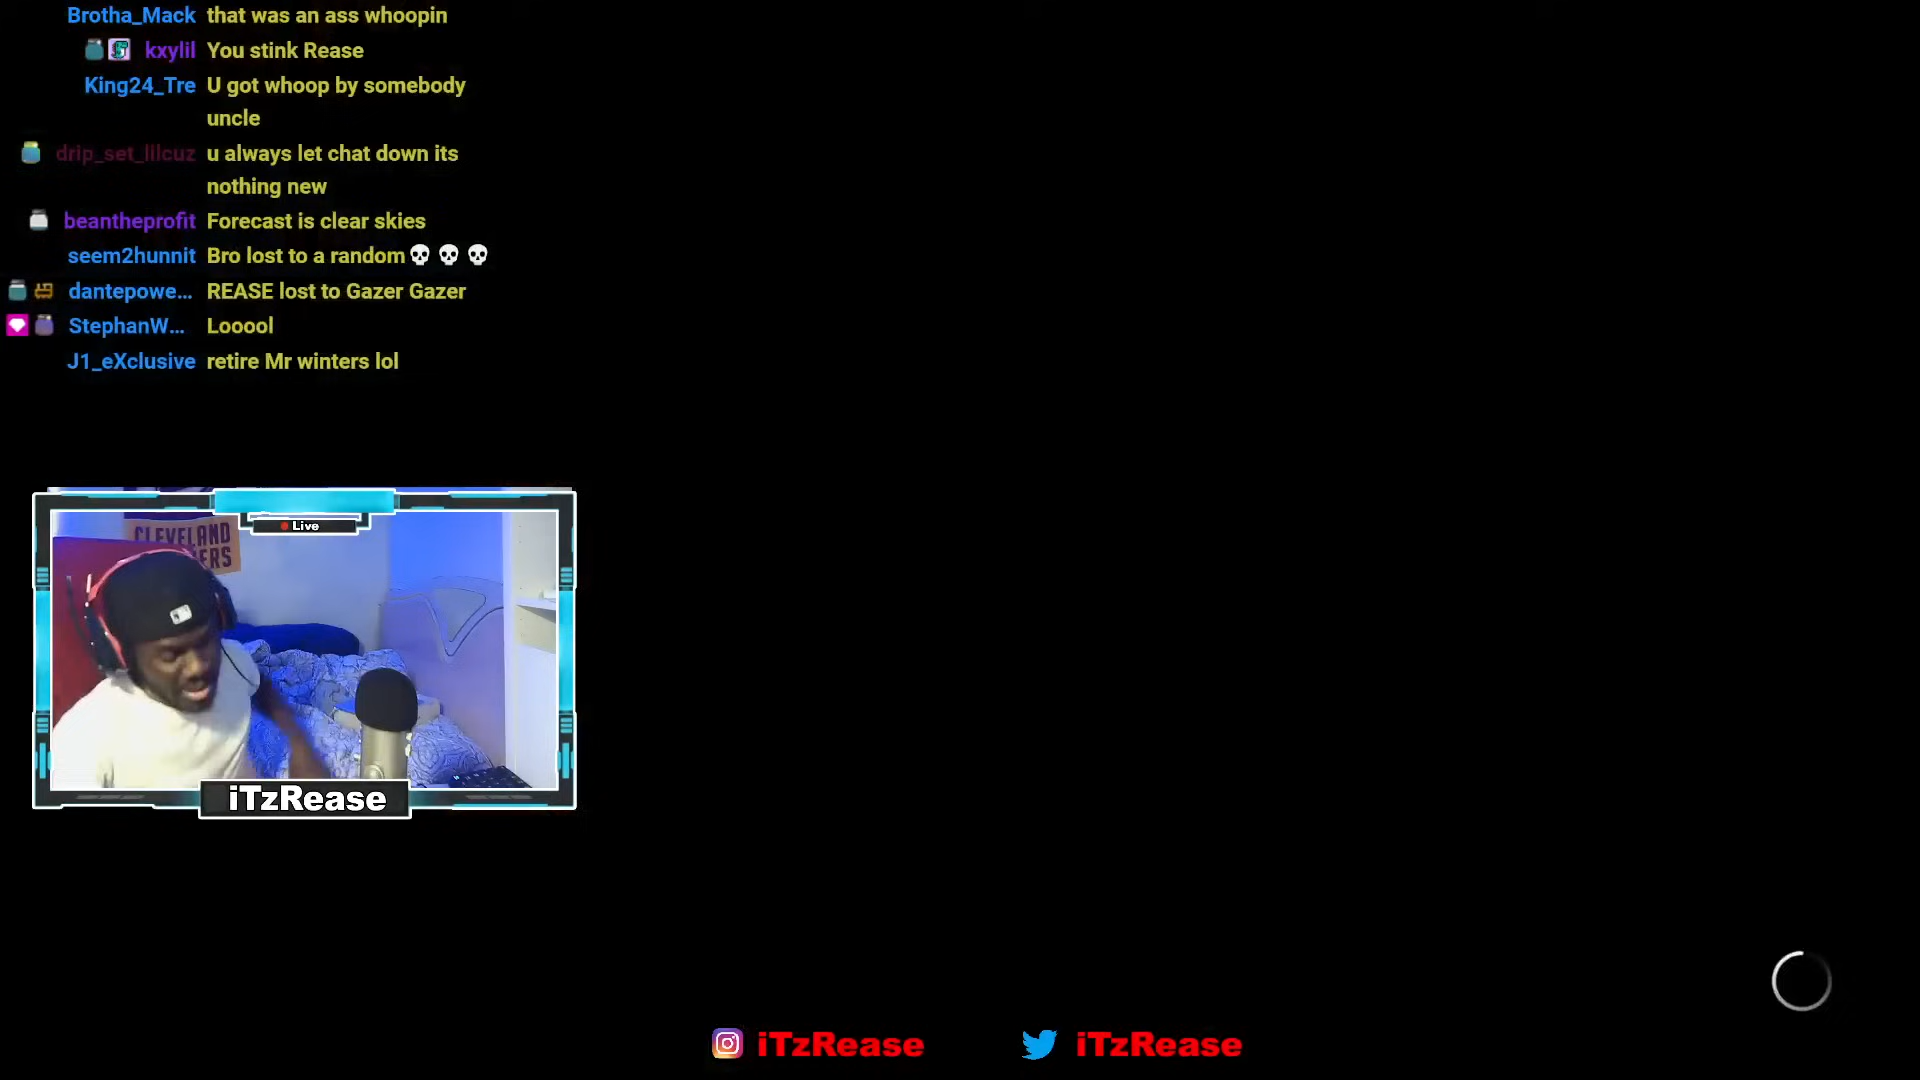 Brotha_Mack that was an ass whoopin
kxylil You stink Rease
King24_Tre U got whoop by somebody
uncle
drip_set_lilcuz u always let chat down its
nothing new
beantheprofit Forecast is clear skies
seem2hunnit Bro lost to a random💀💀💀
dantepowe... REASE lost to Gazer Gazer
StephanW... Looool
J1_eXclusive retire Mr winters lol
Live
CLEVELAND
iTzRease
iTzRease iTzRease